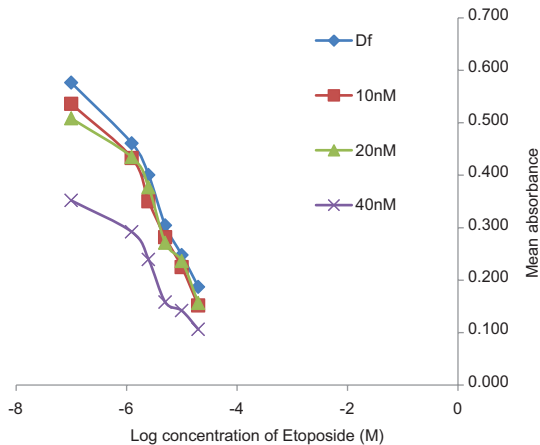 0.700
0.600
0.500
0.400
0.300
0.200
0.100
0.000
Mean absorbance
Df
10nM
20nM
40nM
-8
-6
-4
-2
0
Log concentration of Etoposide (M)